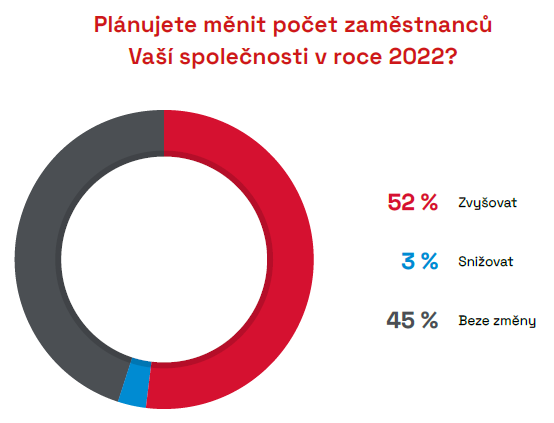 Plánujete měnit počet zaměstnanců
Vaší společnosti v roce 2022?
52 % Zvyšovat
3 % Snižovat
45 % Beze změny